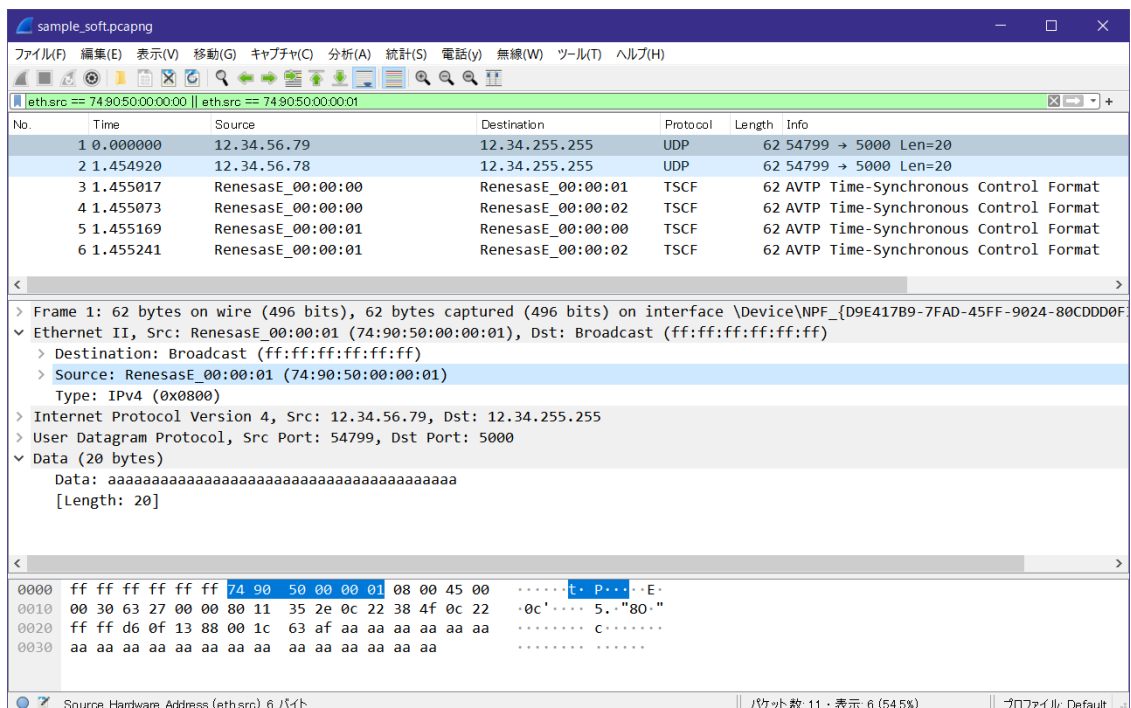 sample_soft.pcapng
ファイル(F) 編集(E) 表示(V) 移動(G) キャプチャ(C) 分析(A) 統計(S) 電話(y) 無線(W) ツール(T) ヘルプ(H)
eth.src == 74:90:50:00:00:00 || eth.src == 74:90:50:00:00:01
No. Time Source Destination Protocol Length Info
1 0.000000 12.34.56.79 12.34.255.255 UDP 62 54799 → 5000 Len=20
2 1.454920 12.34.56.78 12.34.255.255 UDP 62 54799 → 5000 Len=20
3 1.455017 RenesasE_00:00:00 RenesasE_00:00:01 TSCF 62 AVTP Time-Synchronous Control Format
4 1.455073 RenesasE_00:00:00 RenesasE_00:00:02 TSCF 62 AVTP Time-Synchronous Control Format
5 1.455169 RenesasE_00:00:01 RenesasE_00:00:00 TSCF 62 AVTP Time-Synchronous Control Format
6 1.455241 RenesasE_00:00:01 RenesasE_00:00:02 TSCF 62 AVTP Time-Synchronous Control Format
Frame 1: 62 bytes on wire (496 bits), 62 bytes captured (496 bits) on interface \Device\NPF_{D9E417B9-7FAD-45FF-9024-80CDDD0F
Ethernet II, Src: RenesasE_00:00:01 (74:90:50:00:00:01), Dst: Broadcast (ff:ff:ff:ff:ff:ff)
Destination: Broadcast (ff:ff:ff:ff:ff:ff)
Source: RenesasE_00:00:01 (74:90:50:00:00:01)
Type: IPv4 (0x0800)
Internet Protocol Version 4, Src: 12.34.56.79, Dst: 12.34.255.255
User Datagram Protocol, Src Port: 54799, Dst Port: 5000
Data (20 bytes)
Data: aaaaaaaaaaaaaaaaaaaaaaaaaaaaaaaaaaaaaaaa
[Length: 20]
0000 ff ff ff ff ff ff 74 90 50 00 00 01 08 00 45 00 ······t· P·····E·
0010 00 30 63 27 00 00 80 11 35 2e 0c 22 38 4f 0c 22 ·0c'···· 5.·"8O·"
0020 ff ff d6 0f 13 88 00 1c 63 af aa aa aa aa aa aa ········ c·······
0030 aa aa aa aa aa aa aa aa aa aa aa aa aa aa ········ ······
Source Hardware Address (eth.src), 6 バイト パケット数: 11 · 表示: 6 (54.5%) プロファイル: Default